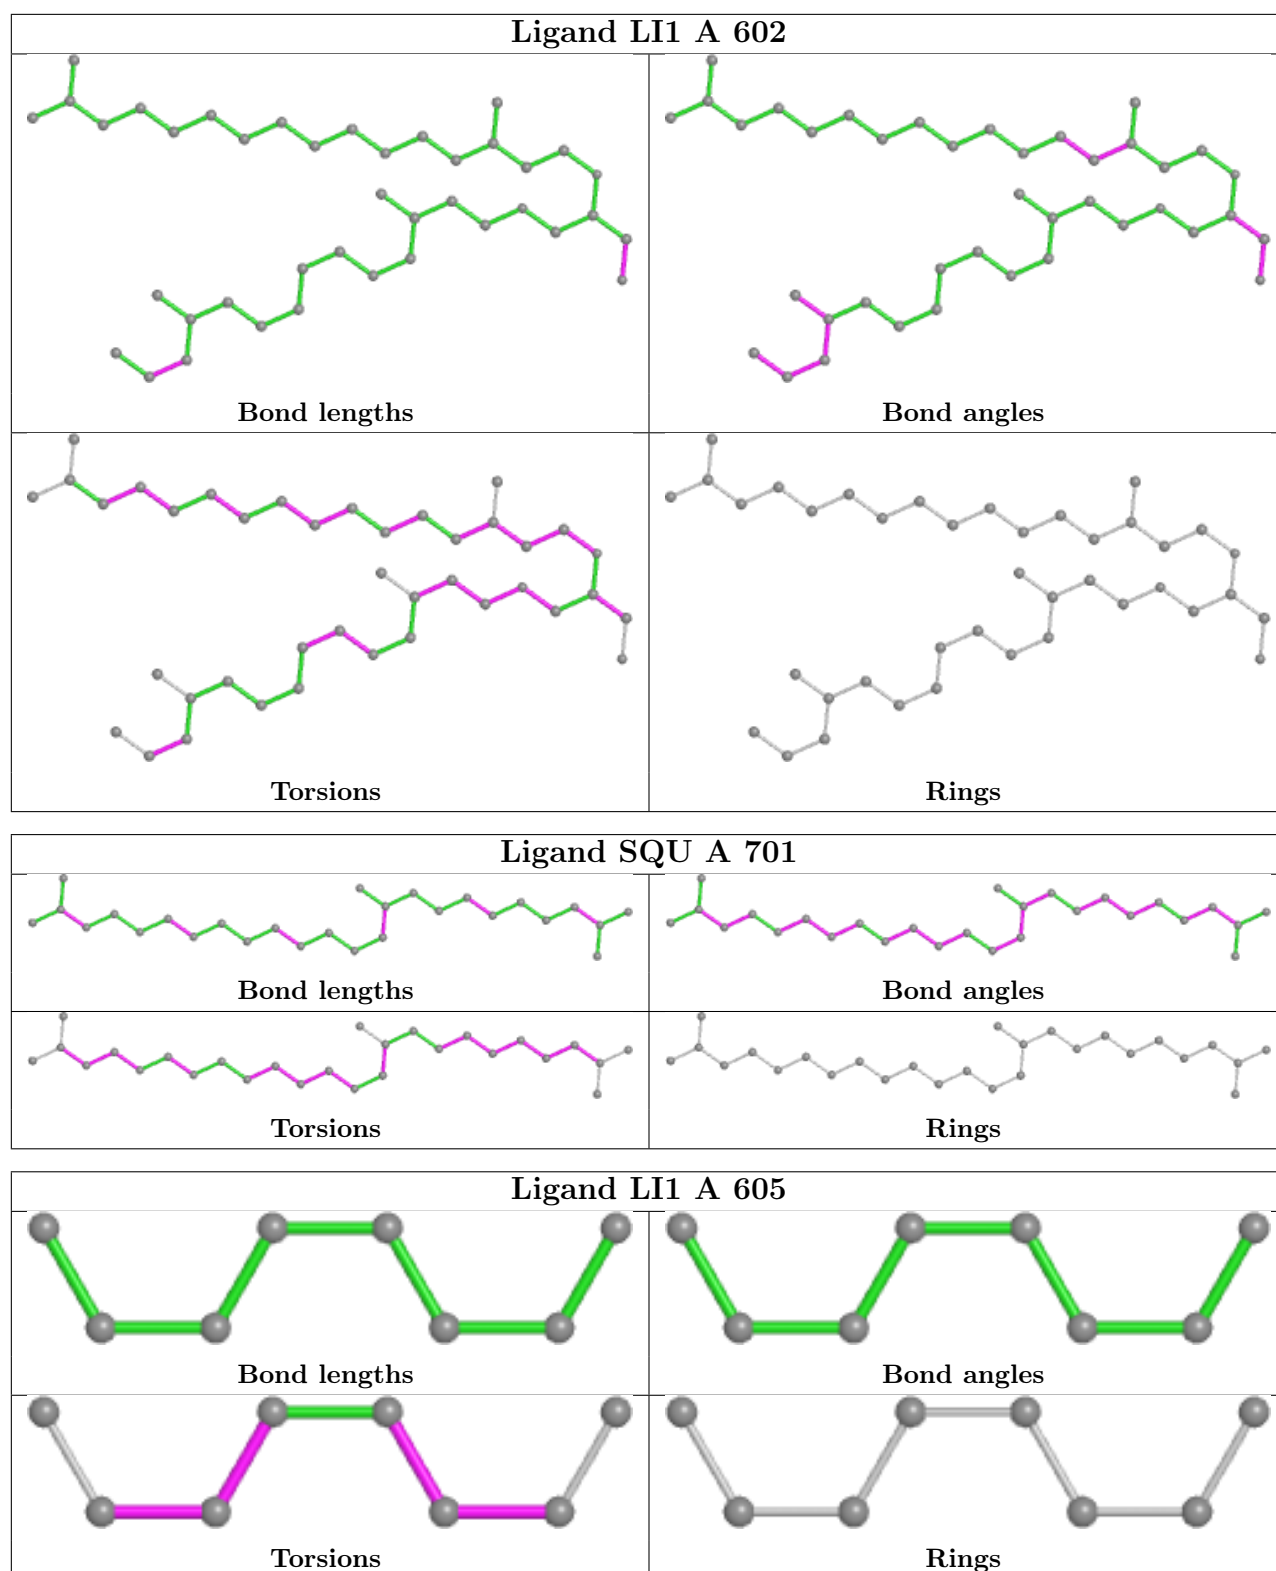 Ligand LI1 A 602
Bond lengths
Bond angles
Torsions
Rings
Ligand SQU A 701
Bond lengths
Bond angles
Torsions
Rings
Ligand LI1 A 605
Bond lengths
Bond angles
Torsions
Rings